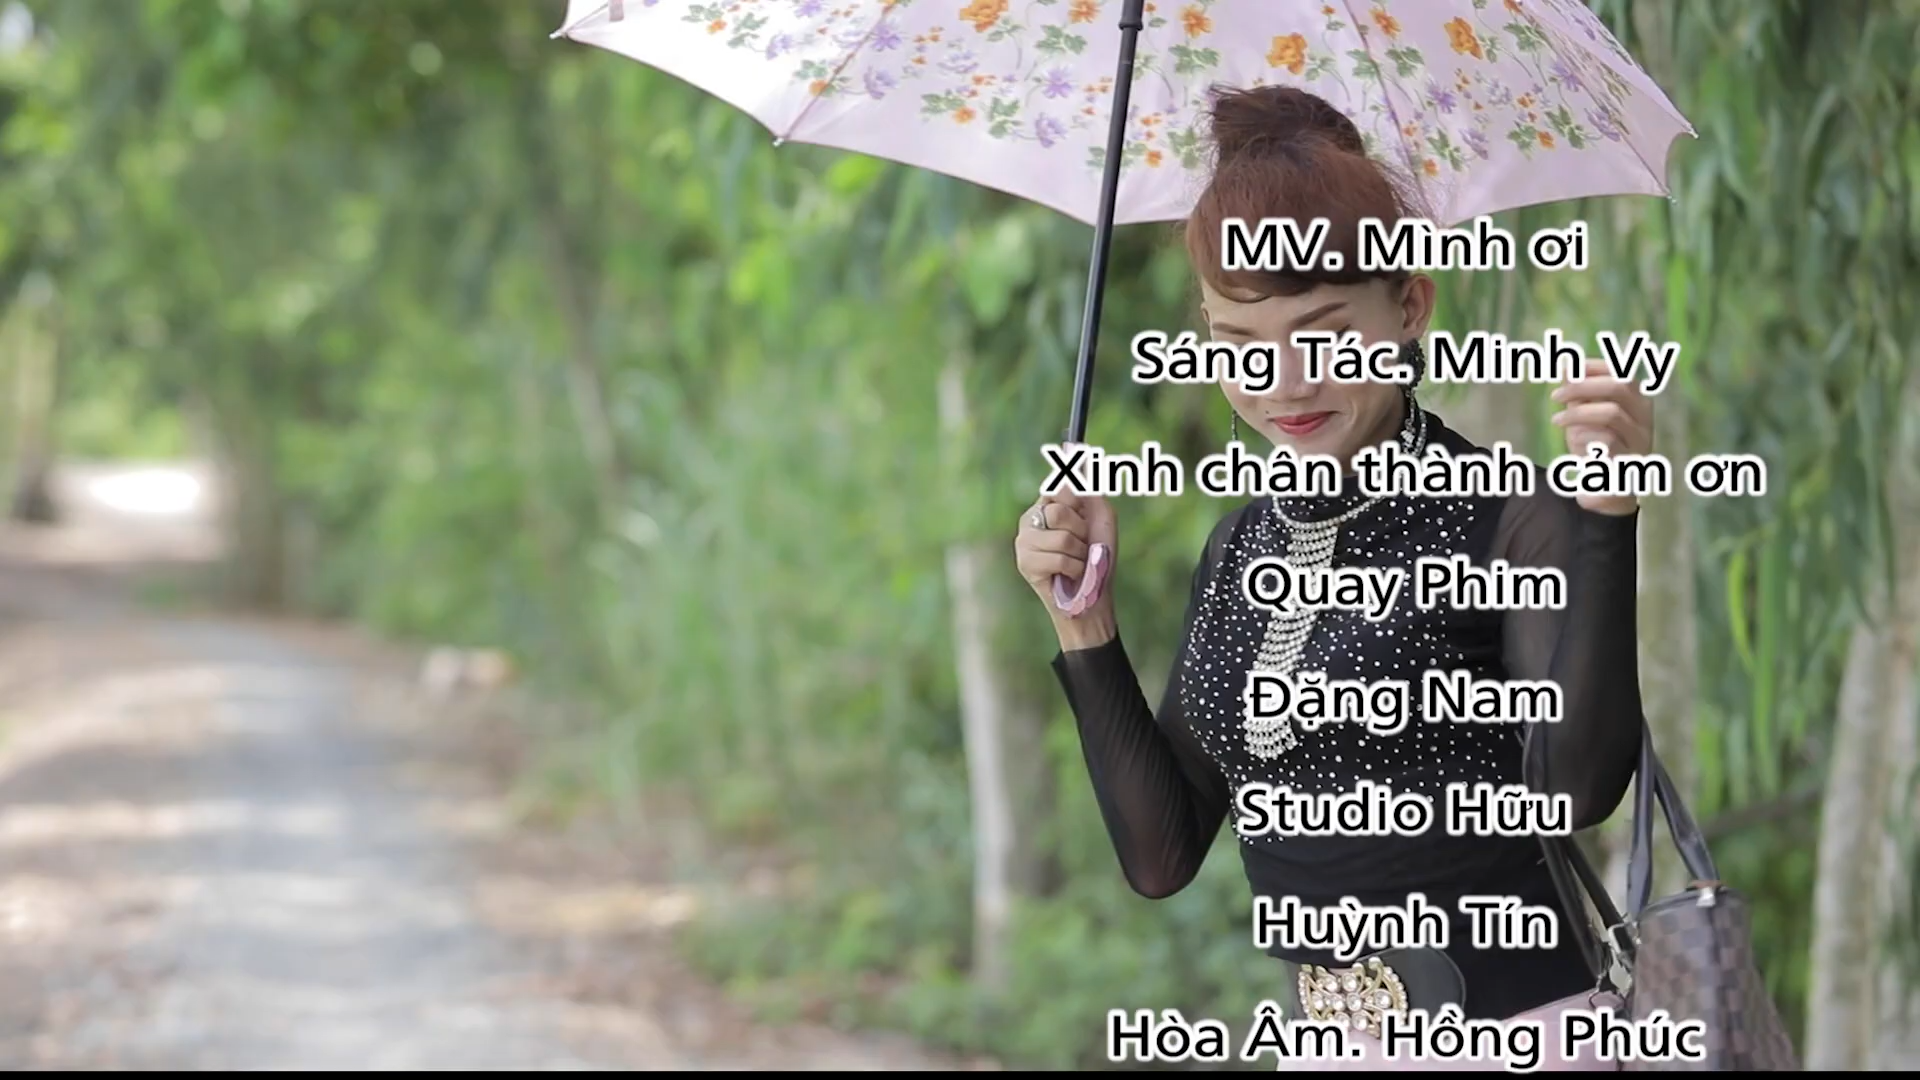 MV. Mình ơi
Sáng Tác. Minh Vy
Xinh chân thành cảm ơn
Quay Phim
Đặng Nam
Studio Hữu
Huỳnh Tín
Hòa Âm. Hồng Phúc